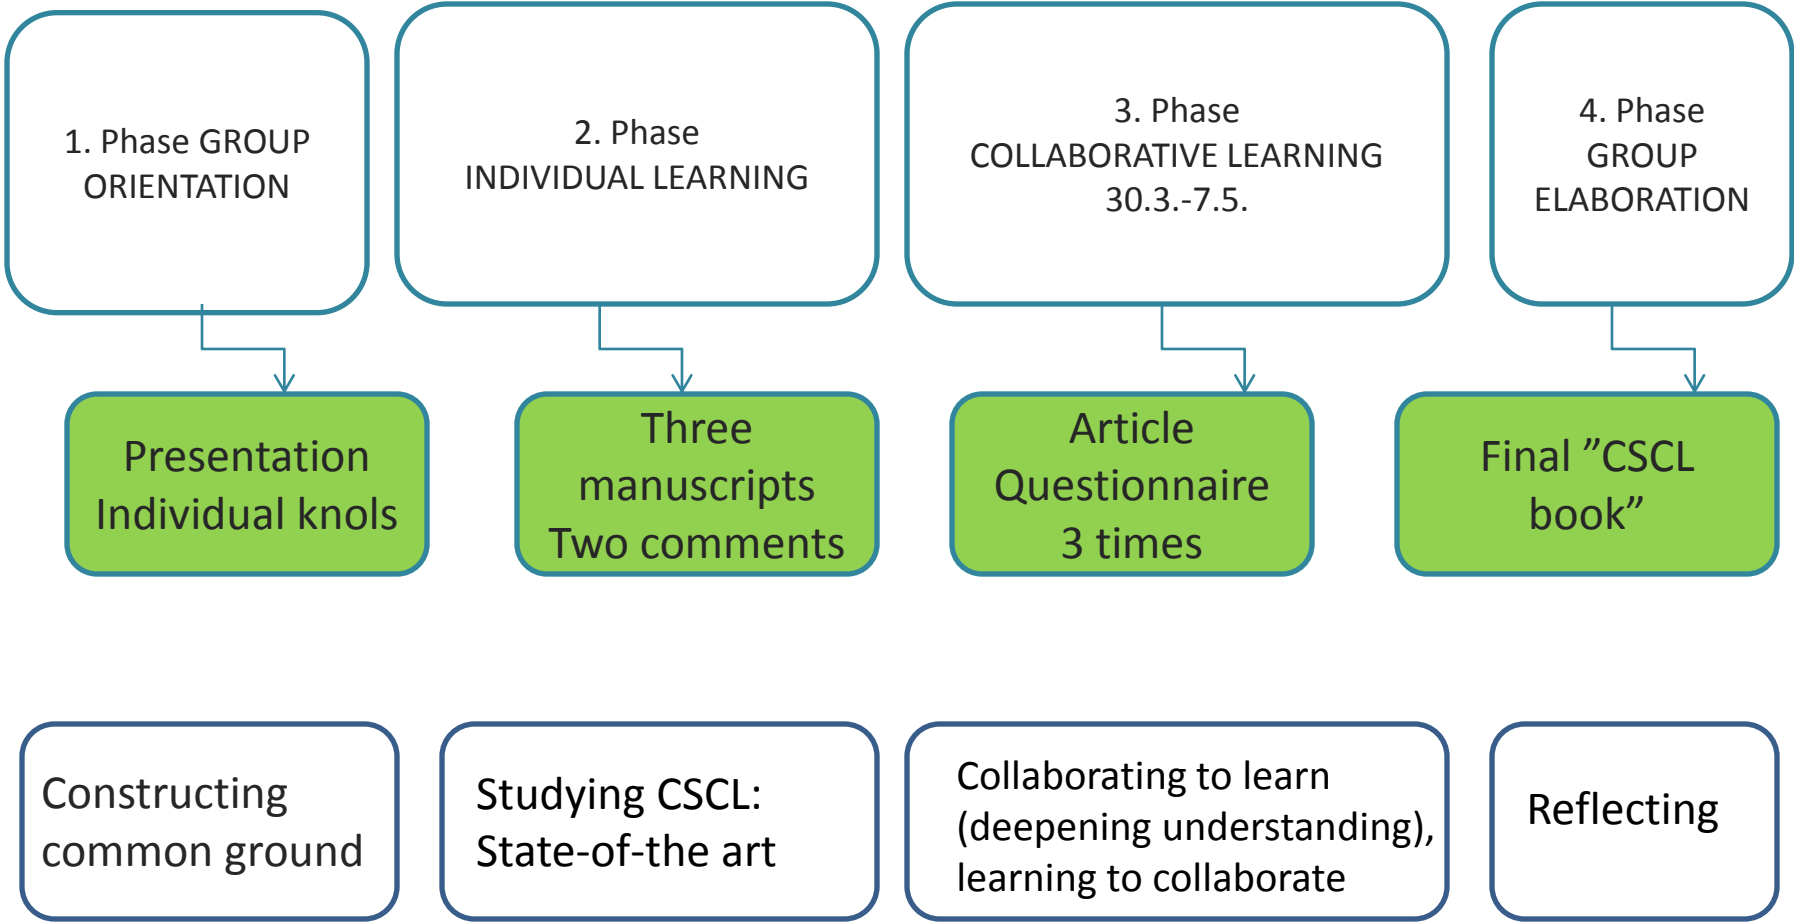 1. Phase GROUP
ORIENTATION
2. Phase
INDIVIDUAL LEARNING
3. Phase
COLLABORATIVE LEARNING
30.3.-7.5.
4. Phase
GROUP
ELABORATION
Presentation
Individual knols
Three
manuscripts
Two comments
Article
Questionnaire
3 times
Final ”CSCL
book”
Constructing
common ground
Studying CSCL:
State-of-the art
Collaborating to learn
(deepening understanding),
learning to collaborate
Reflecting